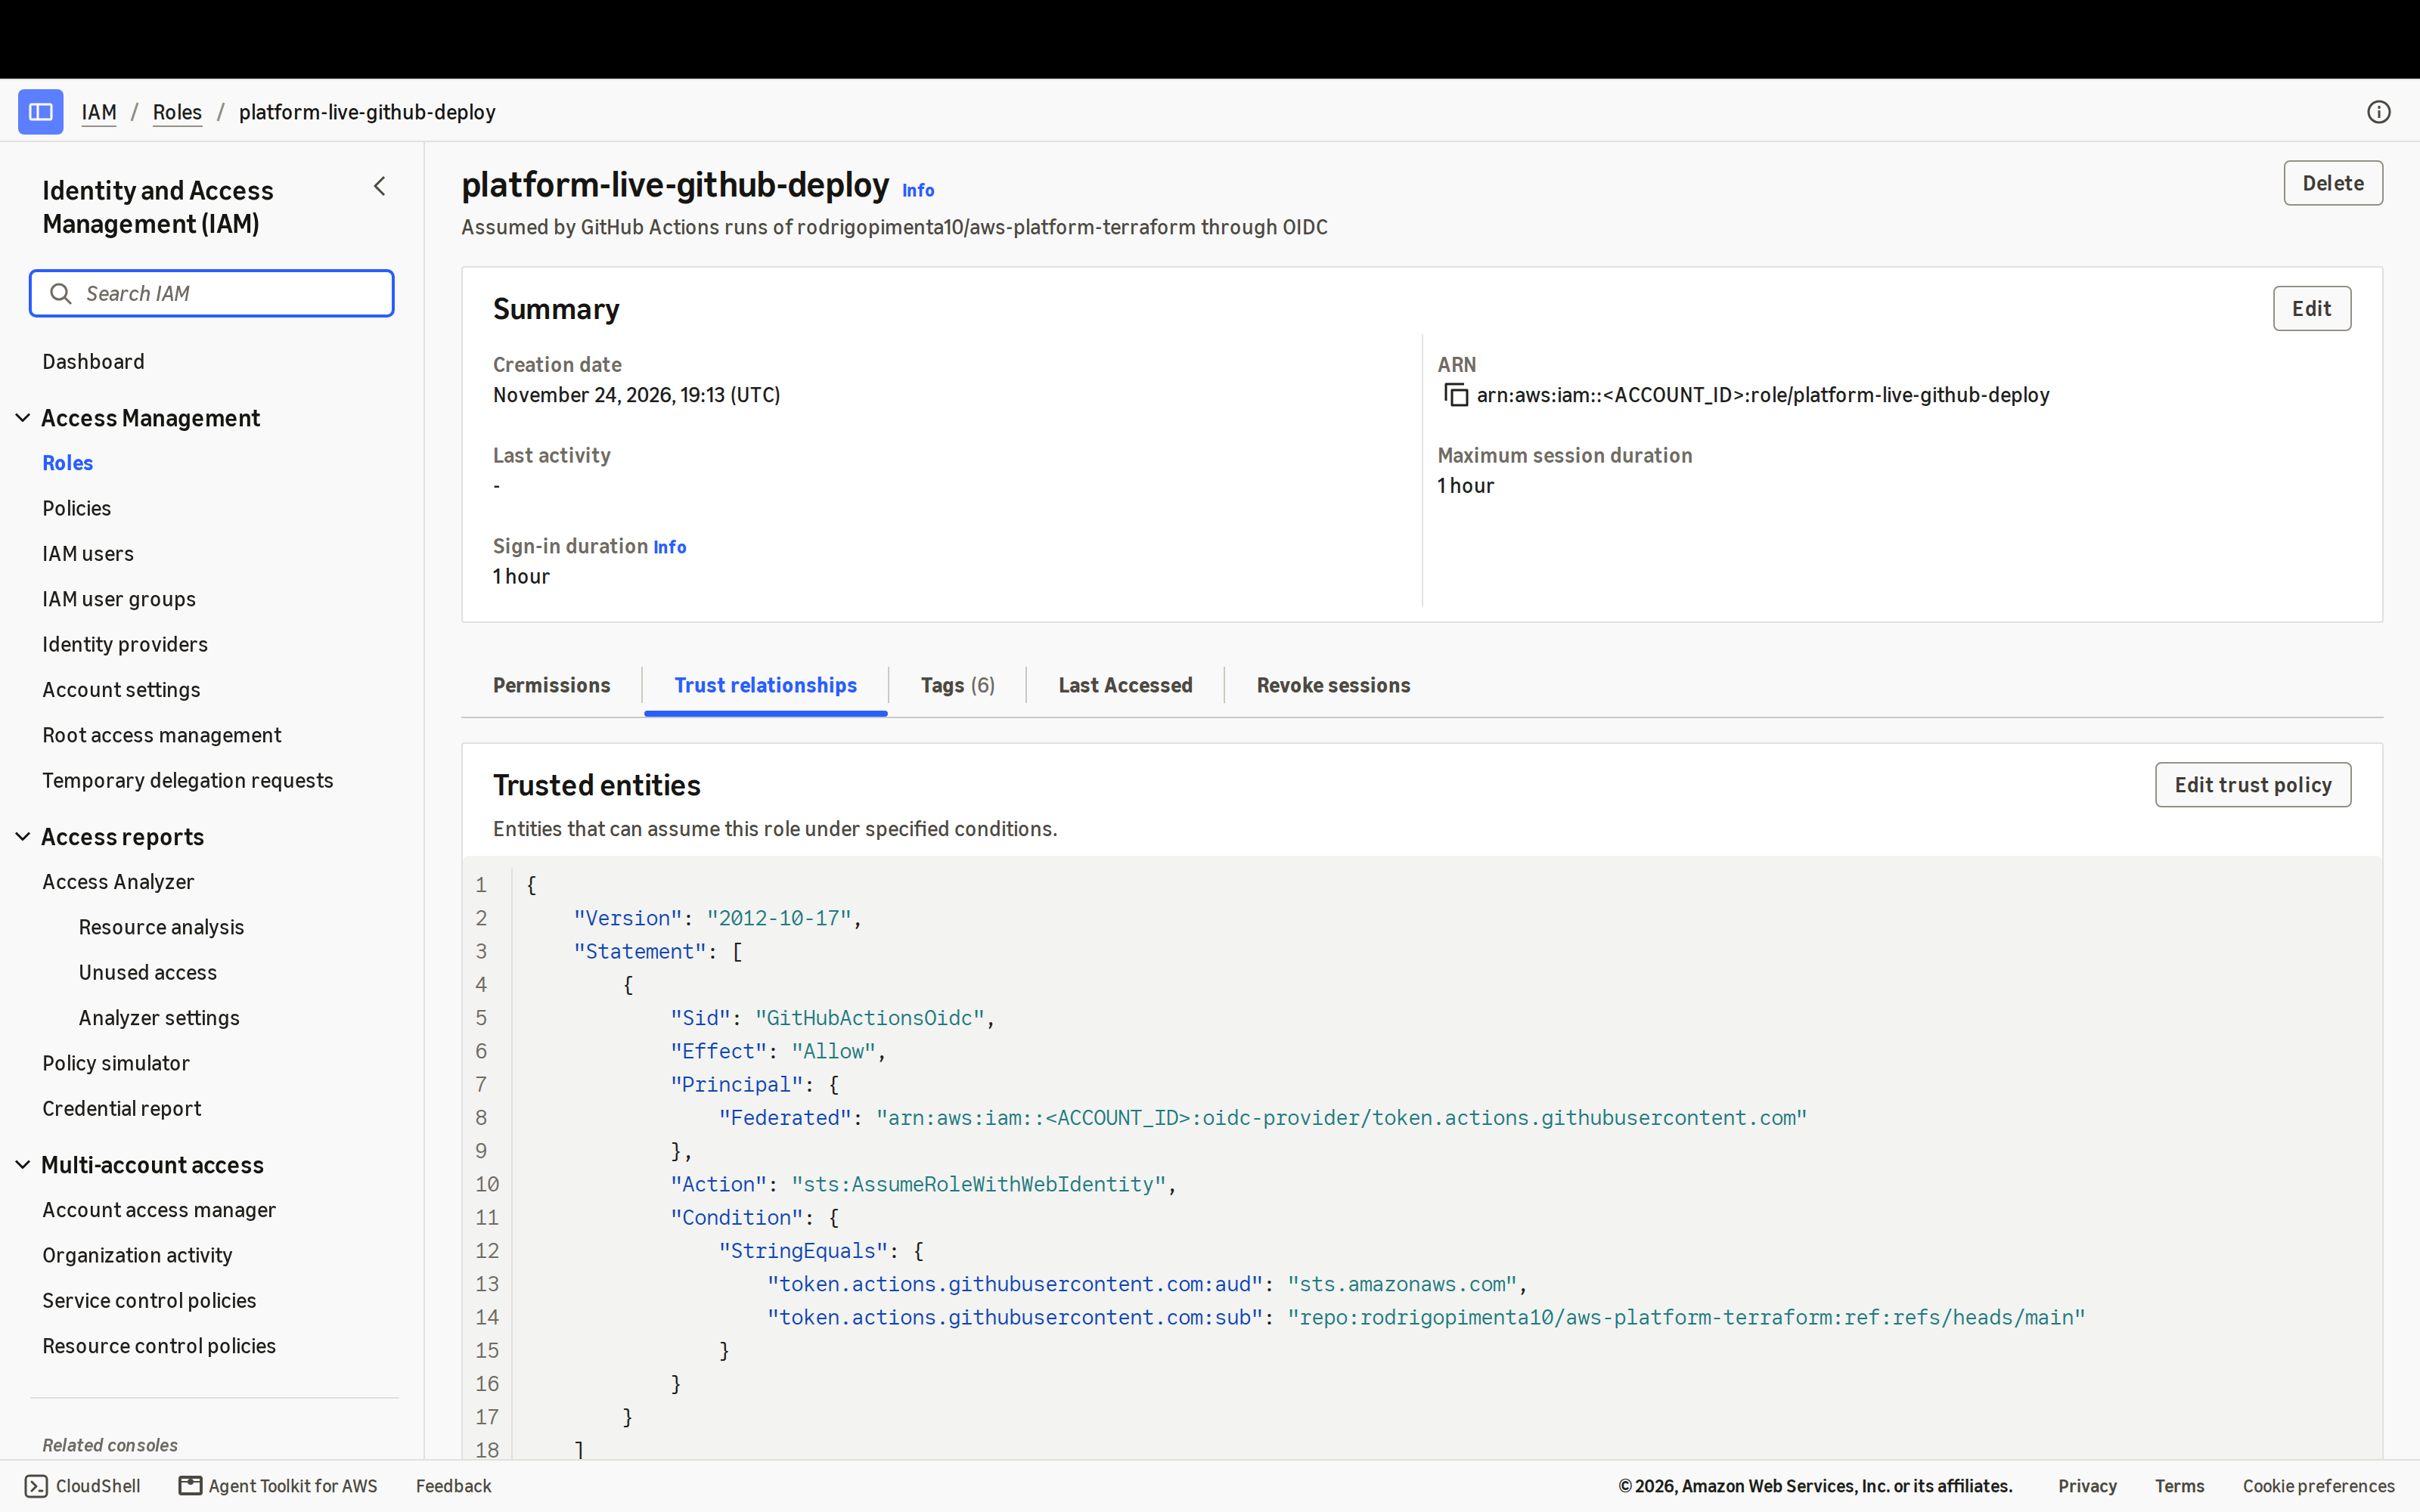 IAM / Roles / platform-live-github-deploy
Identity and Access
Management (IAM)
Search IAM
Dashboard
Access Management
Roles
Policies
IAM users
IAM user groups
Identity providers
Account settings
Root access management
Temporary delegation requests
Access reports
Access Analyzer
Resource analysis
Unused access
Analyzer settings
Policy simulator
Credential report
Multi-account access
Account access manager
Organization activity
Service control policies
Resource control policies
Related consoles
platform-live-github-deploy Info
Delete
Assumed by GitHub Actions runs of rodrigopimenta10/aws-platform-terraform through OIDC
Summary
Edit
Creation date
November 24, 2026, 19:13 (UTC)
ARN
arn:aws:iam::<ACCOUNT_ID>:role/platform-live-github-deploy
Last activity
-
Maximum session duration
1 hour
Sign-in duration Info
1 hour
Permissions
Trust relationships
Tags (6)
Last Accessed
Revoke sessions
Trusted entities
Edit trust policy
Entities that can assume this role under specified conditions.
1 {
2 "Version": "2012-10-17",
3 "Statement": [
4 {
5 "Sid": "GitHubActionsOidc",
6 "Effect": "Allow",
7 "Principal": {
8 "Federated": "arn:aws:iam::<ACCOUNT_ID>:oidc-provider/token.actions.githubusercontent.com"
9 },
10 "Action": "sts:AssumeRoleWithWebIdentity",
11 "Condition": {
12 "StringEquals": {
13 "token.actions.githubusercontent.com:aud": "sts.amazonaws.com",
14 "token.actions.githubusercontent.com:sub": "repo:rodrigopimenta10/aws-platform-terraform:ref:refs/heads/main"
15 }
16 }
17 }
18 ]
CloudShell
Agent Toolkit for AWS
Feedback
© 2026, Amazon Web Services, Inc. or its affiliates.
Privacy
Terms
Cookie preferences